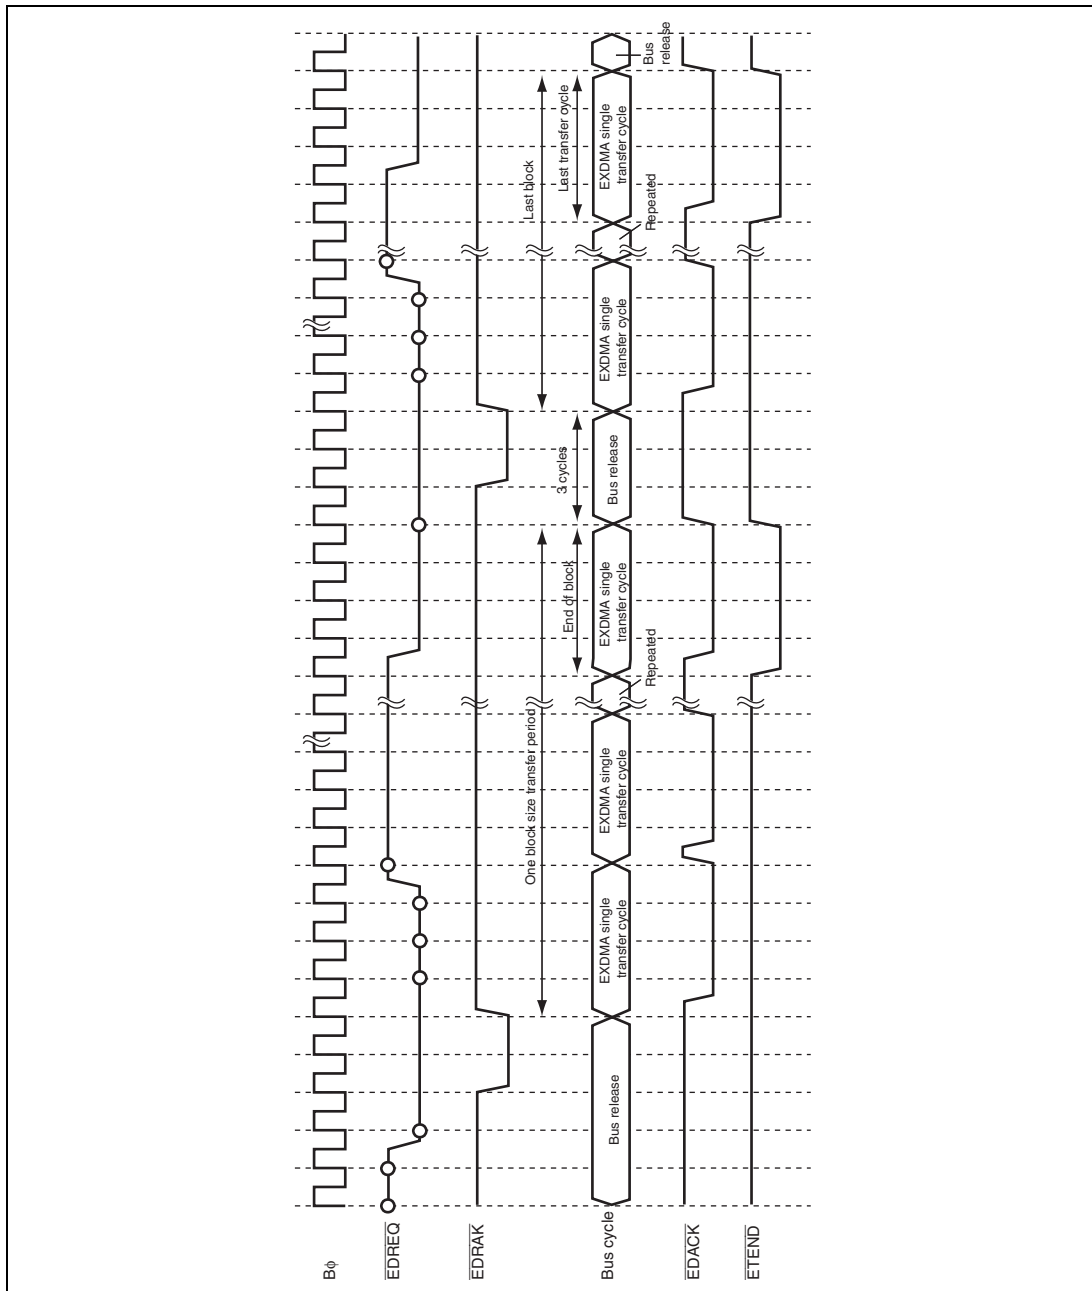 Bφ
EDREQ
EDRAK
Bus cycle
EDACK
ETEND
One block size transfer period
End of block
3 cycles
Last block
Last transfer cycle
Bus release
EXDMA single
transfer cycle
EXDMA single
transfer cycle
Repeated
EXDMA single
transfer cycle
Bus release
EXDMA single
transfer cycle
Repeated
EXDMA single
transfer cycle
Bus
release